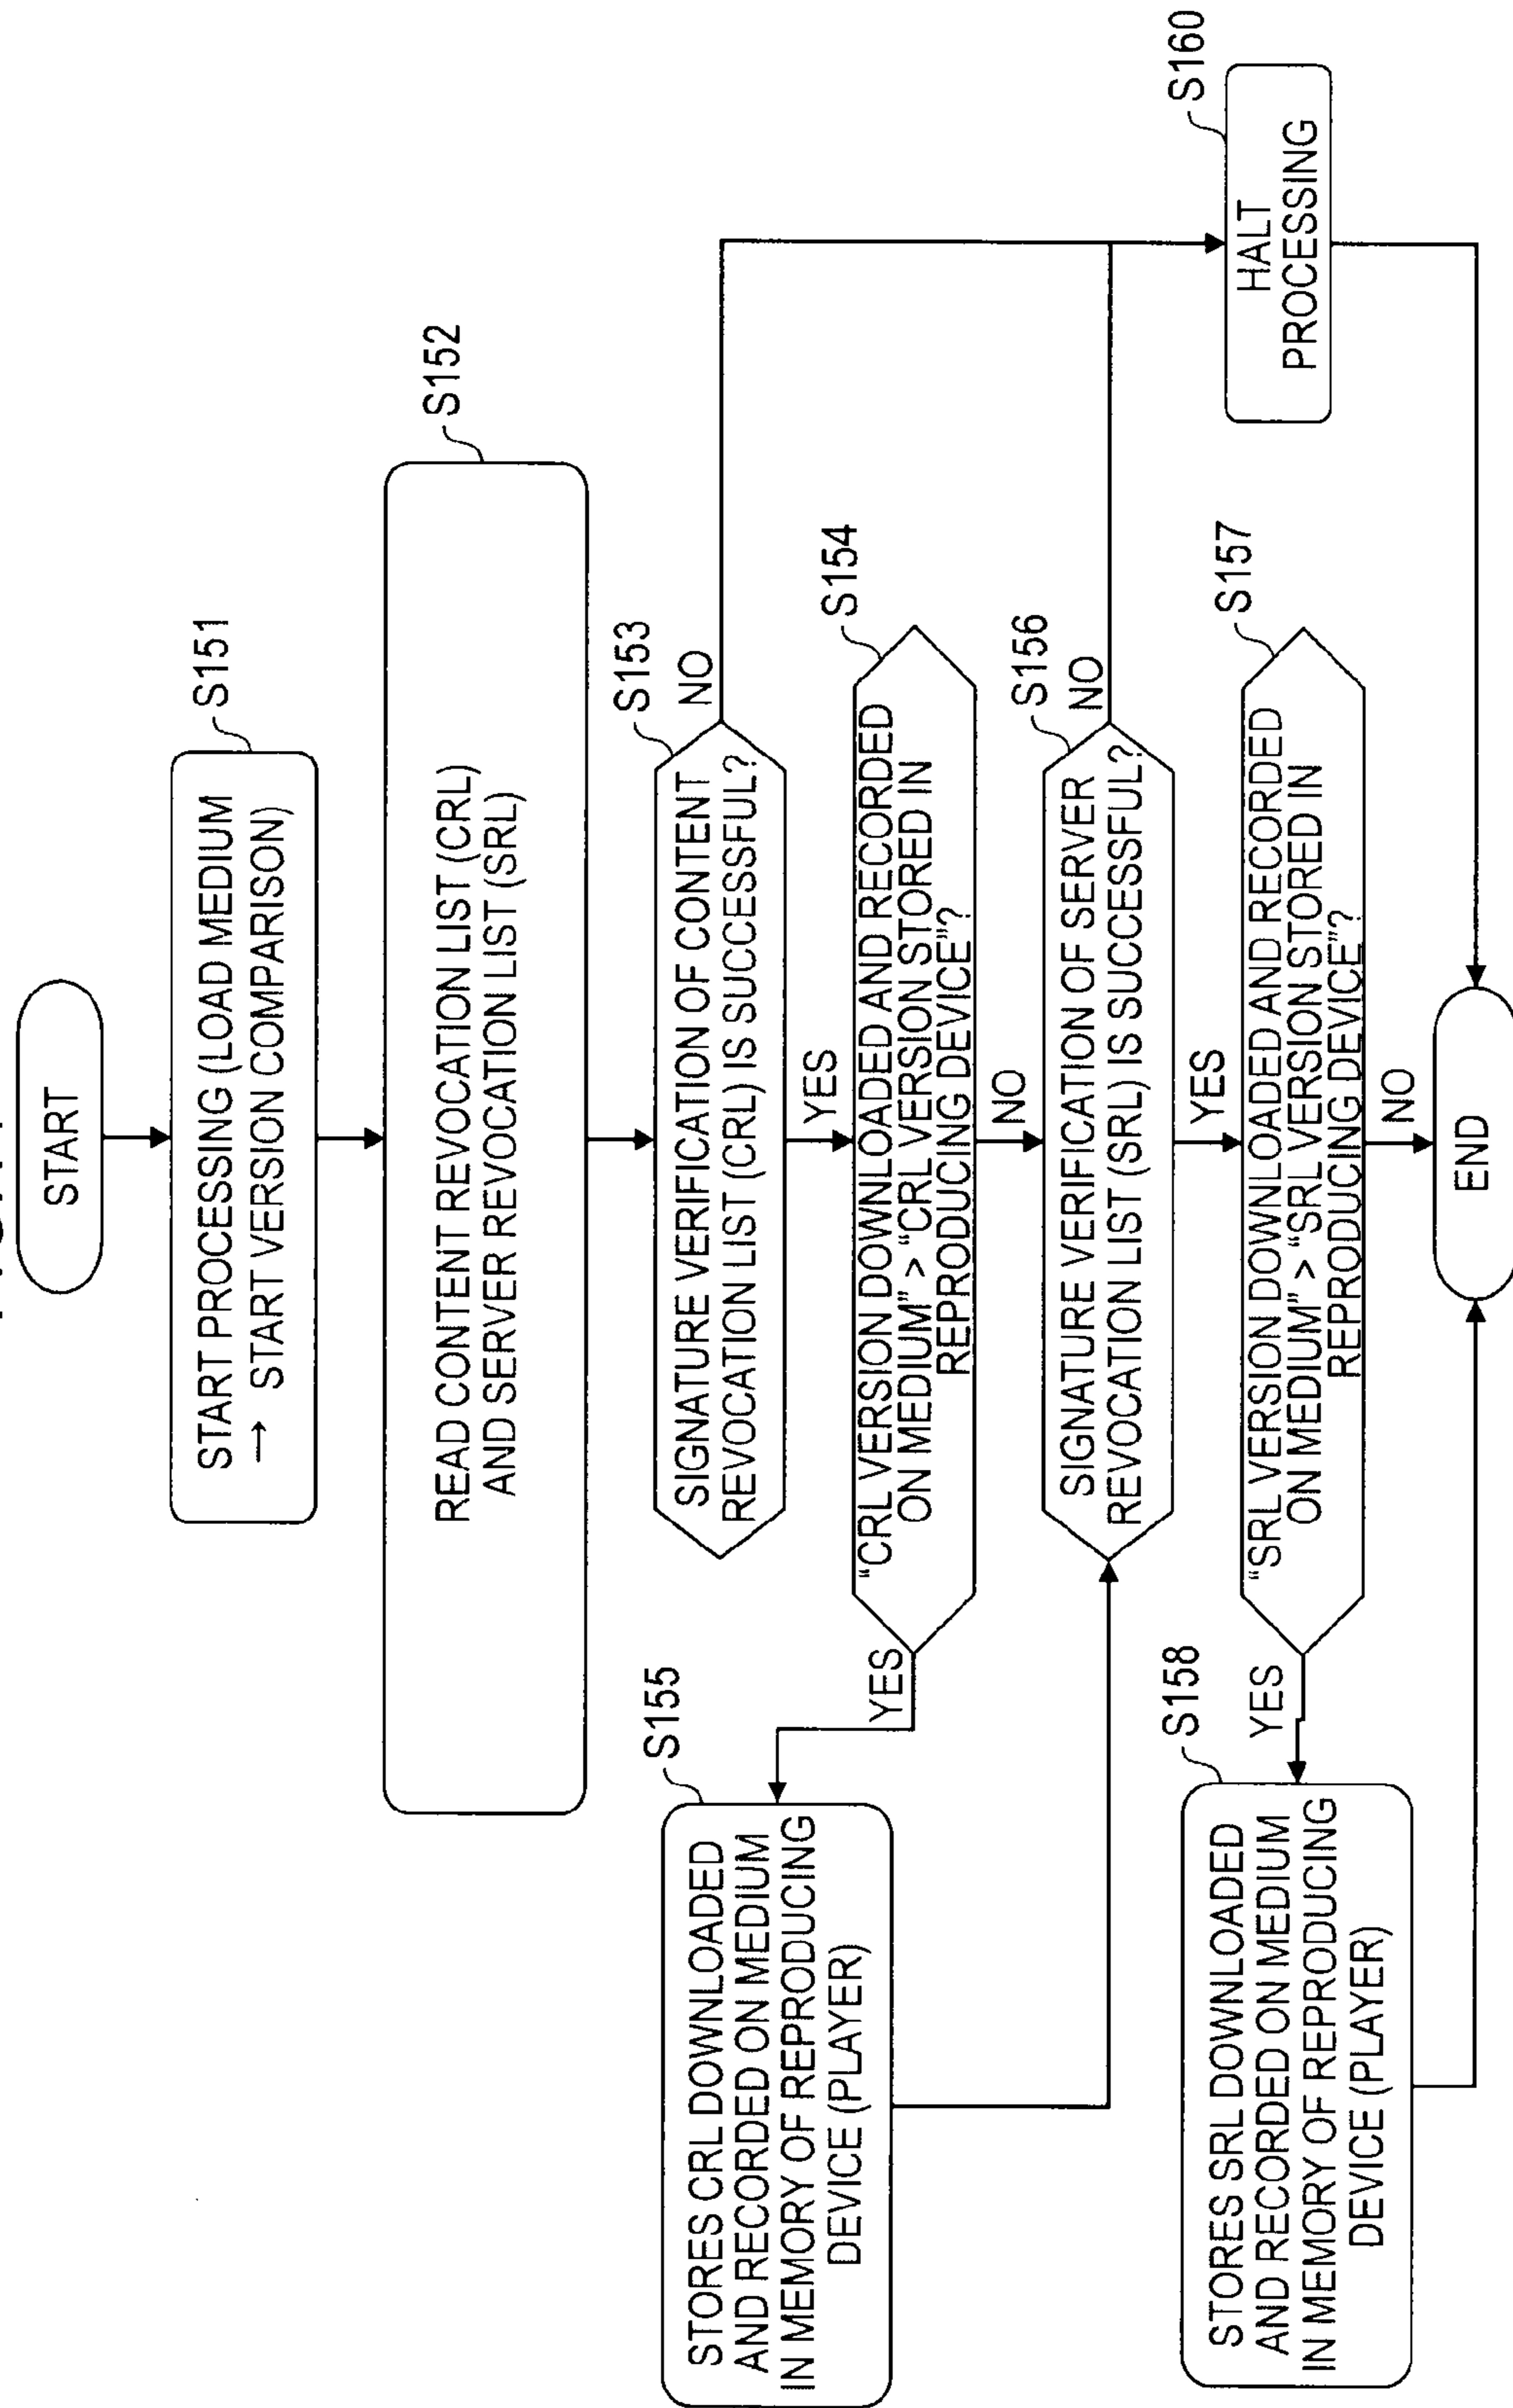 START
START PROCESSING (LOAD MEDIUM
→ START VERSION COMPARISON)
S151
READ CONTENT REVOCATION LIST (CRL)
AND SERVER REVOCATION LIST (SRL)
S152
SIGNATURE VERIFICATION OF CONTENT
REVOCATION LIST (CRL) IS SUCCESSFUL?
S153
NO
YES
"CRL VERSION DOWNLOADED AND RECORDED
ON MEDIUM" > "CRL VERSION STORED IN
REPRODUCING DEVICE"?
S154
YES
NO
STORES CRL DOWNLOADED
AND RECORDED ON MEDIUM
IN MEMORY OF REPRODUCING
DEVICE (PLAYER)
S155
SIGNATURE VERIFICATION OF SERVER
REVOCATION LIST (SRL) IS SUCCESSFUL?
S156
NO
YES
"SRL VERSION DOWNLOADED AND RECORDED
ON MEDIUM" > "SRL VERSION STORED IN
REPRODUCING DEVICE"?
S157
YES
NO
STORES SRL DOWNLOADED
AND RECORDED ON MEDIUM
IN MEMORY OF REPRODUCING
DEVICE (PLAYER)
S158
HALT
PROCESSING
S160
END